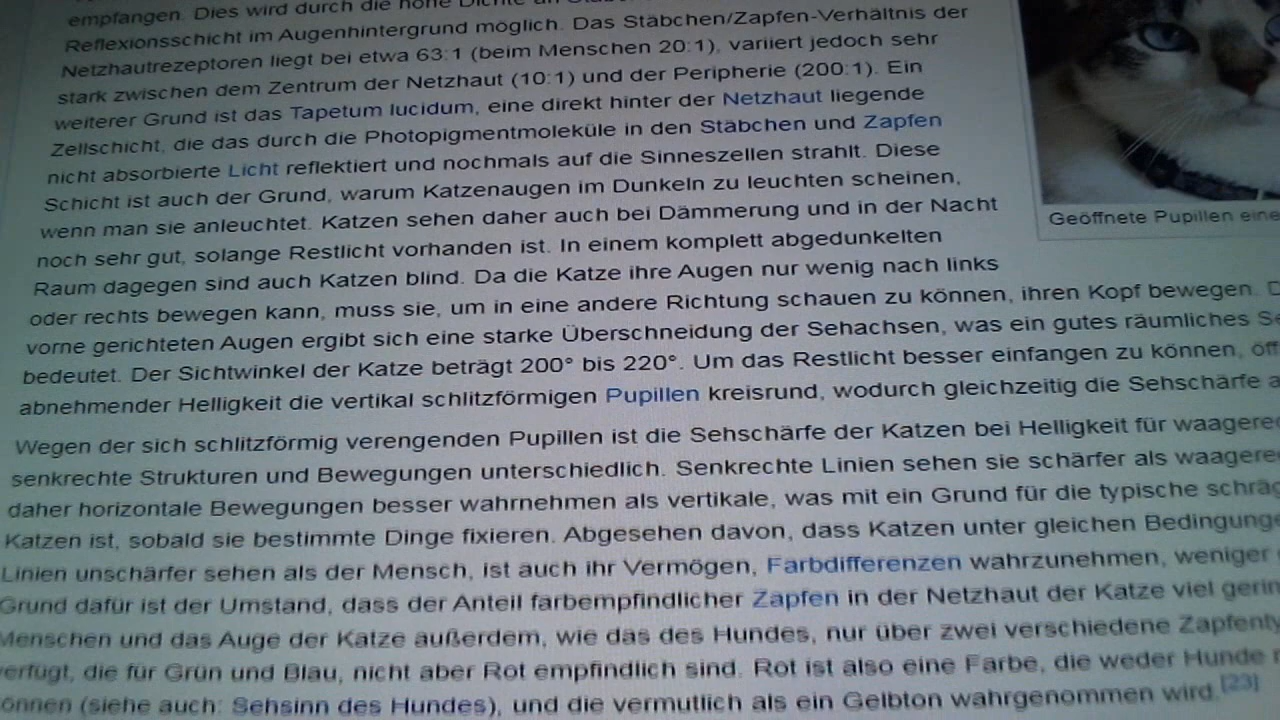 empfangen. Dies wird durch die hohe Dichte an
Reflexionsschicht im Augenhintergrund möglich. Das Stäbchen/Zapfen-Verhältnis der
Netzhautrezeptoren liegt bei etwa 63:1 (beim Menschen 20:1), variiert jedoch sehr
stark zwischen dem Zentrum der Netzhaut (10:1) und der Peripherie (200:1). Ein
weiterer Grund ist das Tapetum lucidum, eine direkt hinter der Netzhaut liegende
Zellschicht, die das durch die Photopigmentmoleküle in den Stäbchen und Zapfen
nicht absorbierte Licht reflektiert und nochmals auf die Sinneszellen strahlt. Diese
Schicht ist auch der Grund, warum Katzenaugen im Dunkeln zu leuchten scheinen,
wenn man sie anleuchtet. Katzen sehen daher auch bei Dämmerung und in der Nacht
noch sehr gut, solange Restlicht vorhanden ist. In einem komplett abgedunkelten
Raum dagegen sind auch Katzen blind. Da die Katze ihre Augen nur wenig nach links
oder rechts bewegen kann, muss sie, um in eine andere Richtung schauen zu können, ihren Kopf bewegen.
vorne gerichteten Augen ergibt sich eine starke Überschneidung der Sehachsen, was ein gutes räumliches
bedeutet. Der Sichtwinkel der Katze beträgt 200° bis 220°. Um das Restlicht besser einfangen zu können, öff
abnehmender Helligkeit die vertikal schlitzförmigen Pupillen kreisrund, wodurch gleichzeitig die Sehschärfe a
Wegen der sich schlitzförmig verengenden Pupillen ist die Sehschärfe der Katzen bei Helligkeit für waagere
senkrechte Strukturen und Bewegungen unterschiedlich. Senkrechte Linien sehen sie schärfer als waagere
daher horizontale Bewegungen besser wahrnehmen als vertikale, was mit ein Grund für die typische schräg
Katzen ist, sobald sie bestimmte Dinge fixieren. Abgesehen davon, dass Katzen unter gleichen Bedingunge
Linien unschärfer sehen als der Mensch, ist auch ihr Vermögen, Farbdifferenzen wahrzunehmen, weniger
Grund dafür ist der Umstand, dass der Anteil farbempfindlicher Zapfen in der Netzhaut der Katze viel gerin
Menschen und das Auge der Katze außerdem, wie das des Hundes, nur über zwei verschiedene Zapfenty
verfügt, die für Grün und Blau, nicht aber Rot empfindlich sind. Rot ist also eine Farbe, die weder Hunde
önnen (siehe auch: Sehsinn des Hundes), und die vermutlich als ein Gelbton wahrgenommen wird.[23]
Geöffnete Pupillen eine